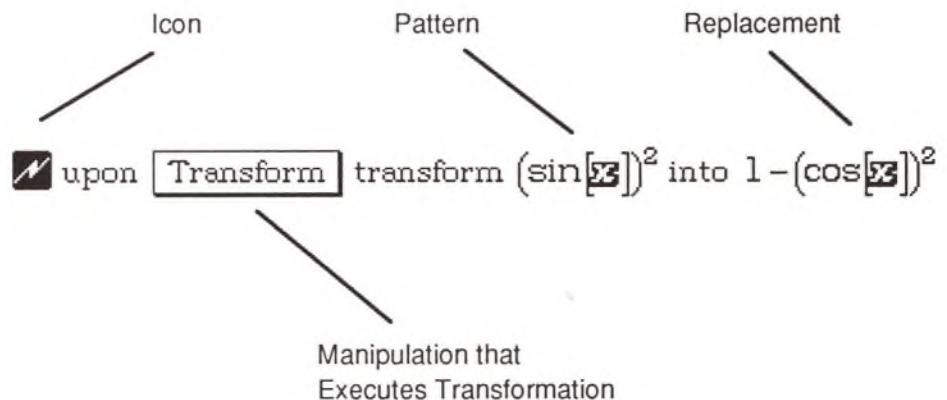 Icon Pattern Replacement
upon Transform transform (sin[x])² into 1-(cos[x])²
Manipulation that
Executes Transformation